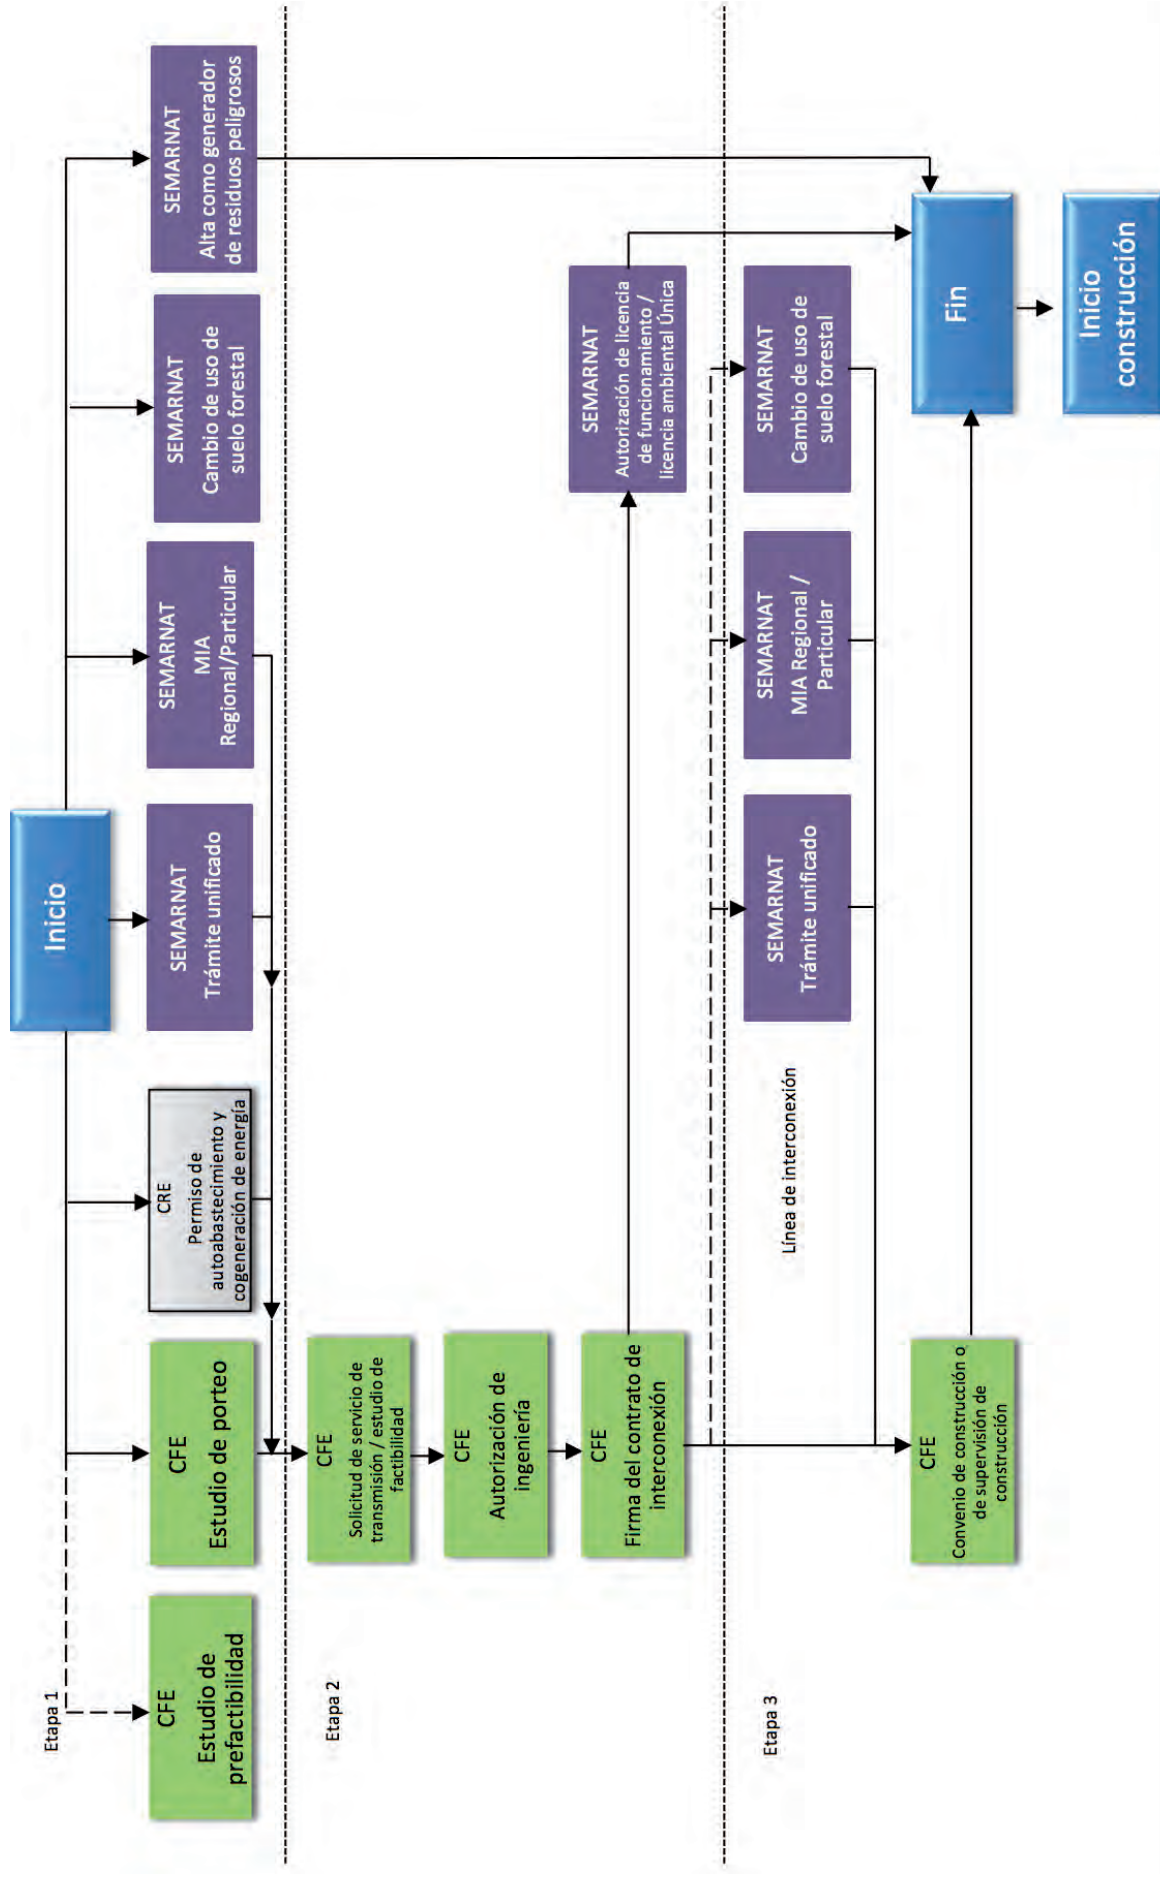 Inicio
Etapa 1
CFE
Estudio de
prefactibilidad
CFE
Estudio de porteo
CRE
Permiso de
autoabastecimiento y
cogeneración de energía
SEMARNAT
Trámite unificado
SEMARNAT
MIA
Regional/Particular
SEMARNAT
Cambio de uso de
suelo forestal
SEMARNAT
Alta como generador
de residuos peligrosos
Etapa 2
CFE
Solicitud de servicio de
transmisión / estudio de
factibilidad
CFE
Autorización de
ingeniería
CFE
Firma del contrato de
interconexión
SEMARNAT
Autorización de licencia
de funcionamiento /
licencia ambiental Única
Etapa 3
Línea de interconexión
SEMARNAT
Trámite unificado
SEMARNAT
MIA Regional /
Particular
SEMARNAT
Cambio de uso de
suelo forestal
CFE
Convenio de construcción o
de supervisión de
construcción
Fin
Inicio
construcción